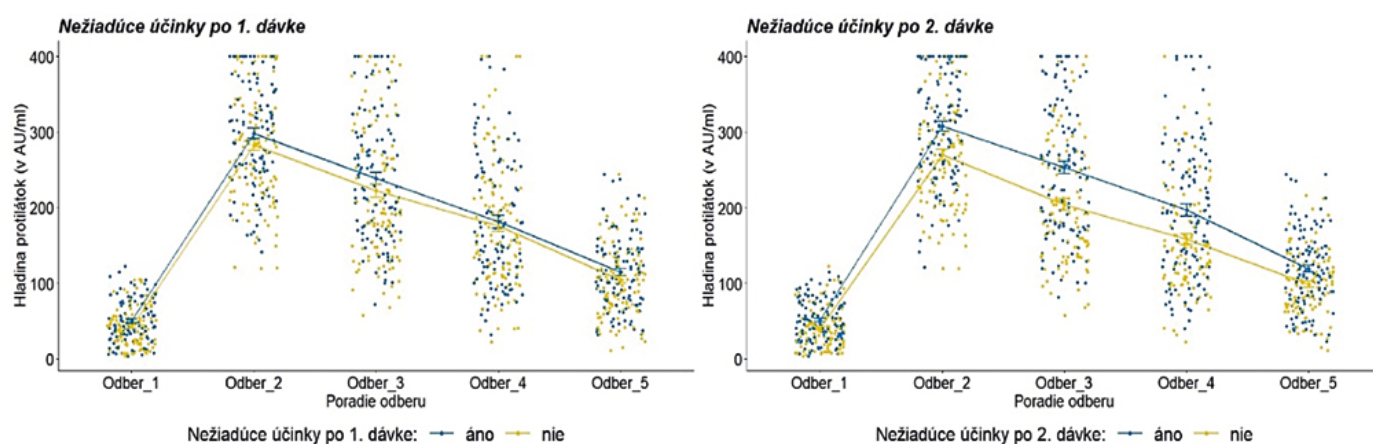 Nežiadúce účinky po 1. dávke
Hladina protilátok (v AU/ml)
400
300
200
100
0
Odber_1 Odber_2 Odber_3 Odber_4 Odber_5
Poradie odberu
Nežiadúce účinky po 1. dávke: áno nie
Nežiadúce účinky po 2. dávke
Hladina protilátok (v AU/ml)
400
300
200
100
0
Odber_1 Odber_2 Odber_3 Odber_4 Odber_5
Poradie odberu
Nežiadúce účinky po 2. dávke: áno nie